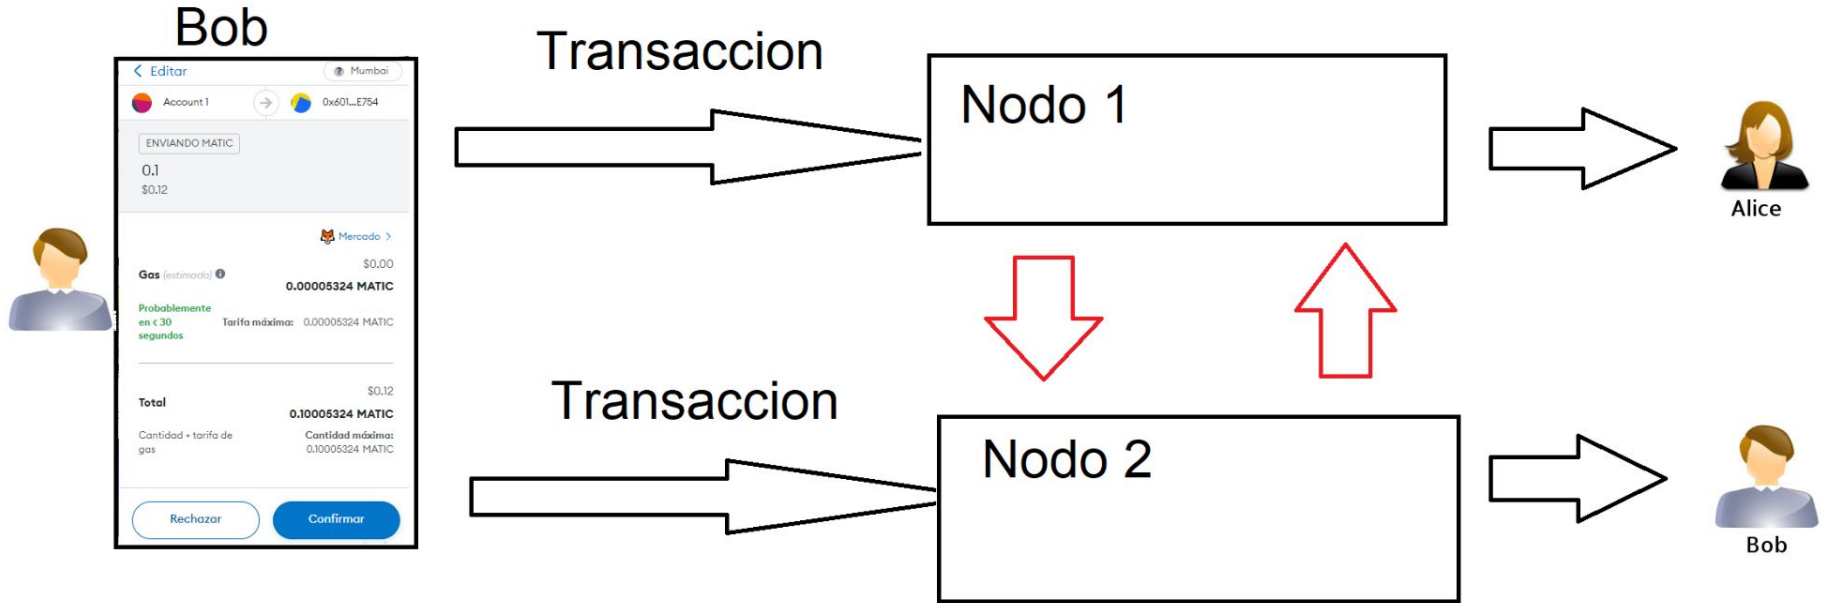 Bob
Editar
Mumbai
Account 1
0x601...E754
ENVIANDO MATIC
0.1
$0.12
Mercado >
$0.00
Gas (estimada)
0.00005324 MATIC
Probablemente
en < 30
segundos
Tarifa máxima: 0.00005324 MATIC
$0.12
Total
0.10005324 MATIC
Cantidad + tarifa de
gas
Cantidad máxima:
0.10005324 MATIC
Rechazar
Confirmar
Transaccion
Nodo 1
Alice
Transaccion
Nodo 2
Bob